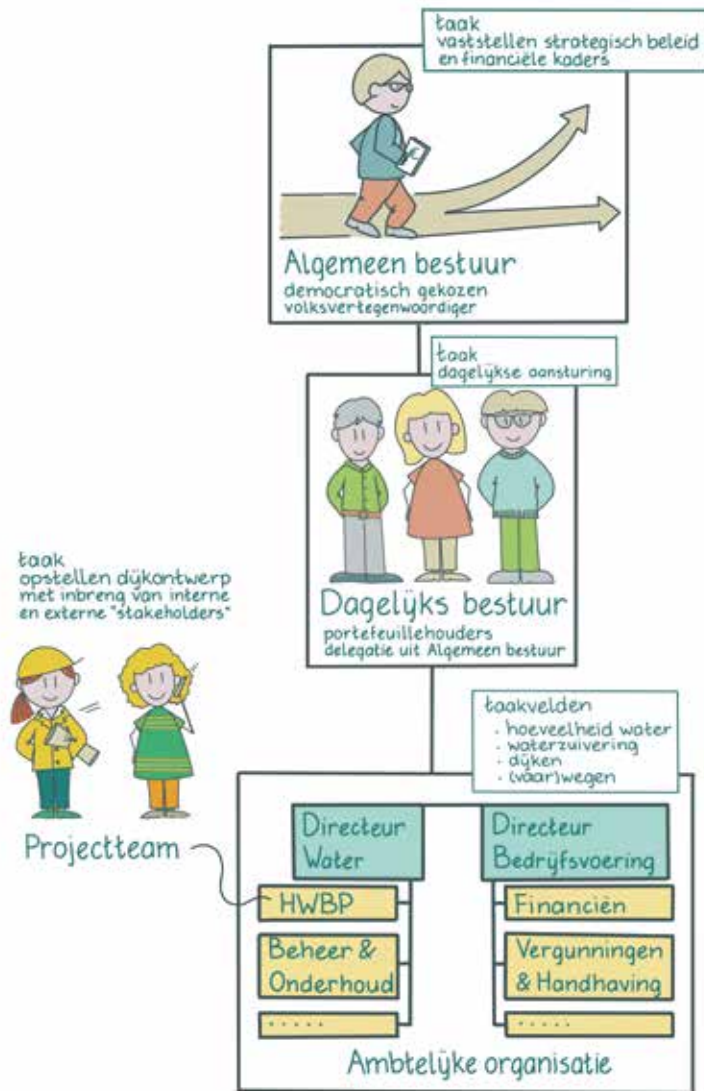 taak
vaststellen strategisch beleid
en financiële kaders
Algemeen bestuur
democratisch gekozen
volksvertegenwoordiger
taak
dagelijkse aansturing
Dagelijks bestuur
portefeuillehouders
delegatie uit Algemeen bestuur
taak
opstellen dijkontwerp
met inbreng van interne
en externe "stakeholders"
Projectteam
taakvelden
· hoeveelheid water
· waterzuivering
· dijken
· (vaar)wegen
Directeur
Water
HWBP
Beheer &
Onderhoud
.....
Directeur
Bedrijfsvoering
Financiën
Vergunningen
& Handhaving
.....
Ambtelijke organisatie